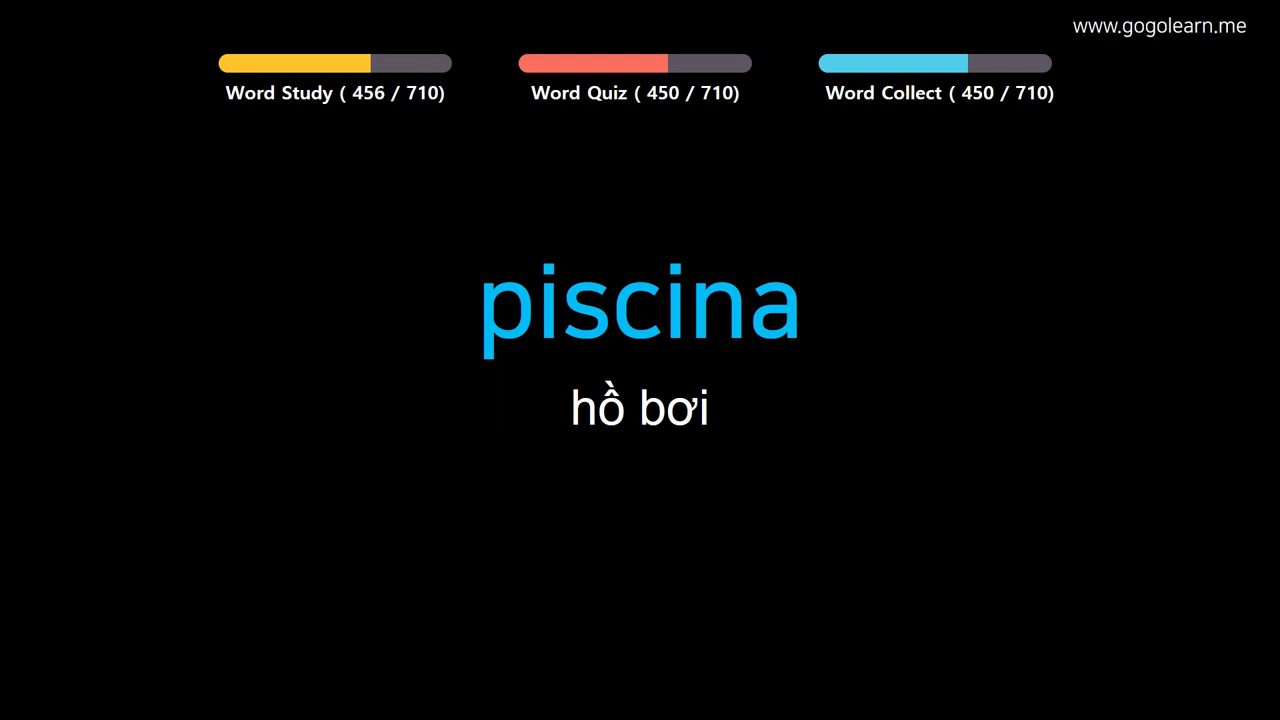 www.gogolearn.me
Word Study ( 456 / 710)
Word Quiz ( 450 / 710)
Word Collect ( 450 / 710)
piscina
hồ bơi